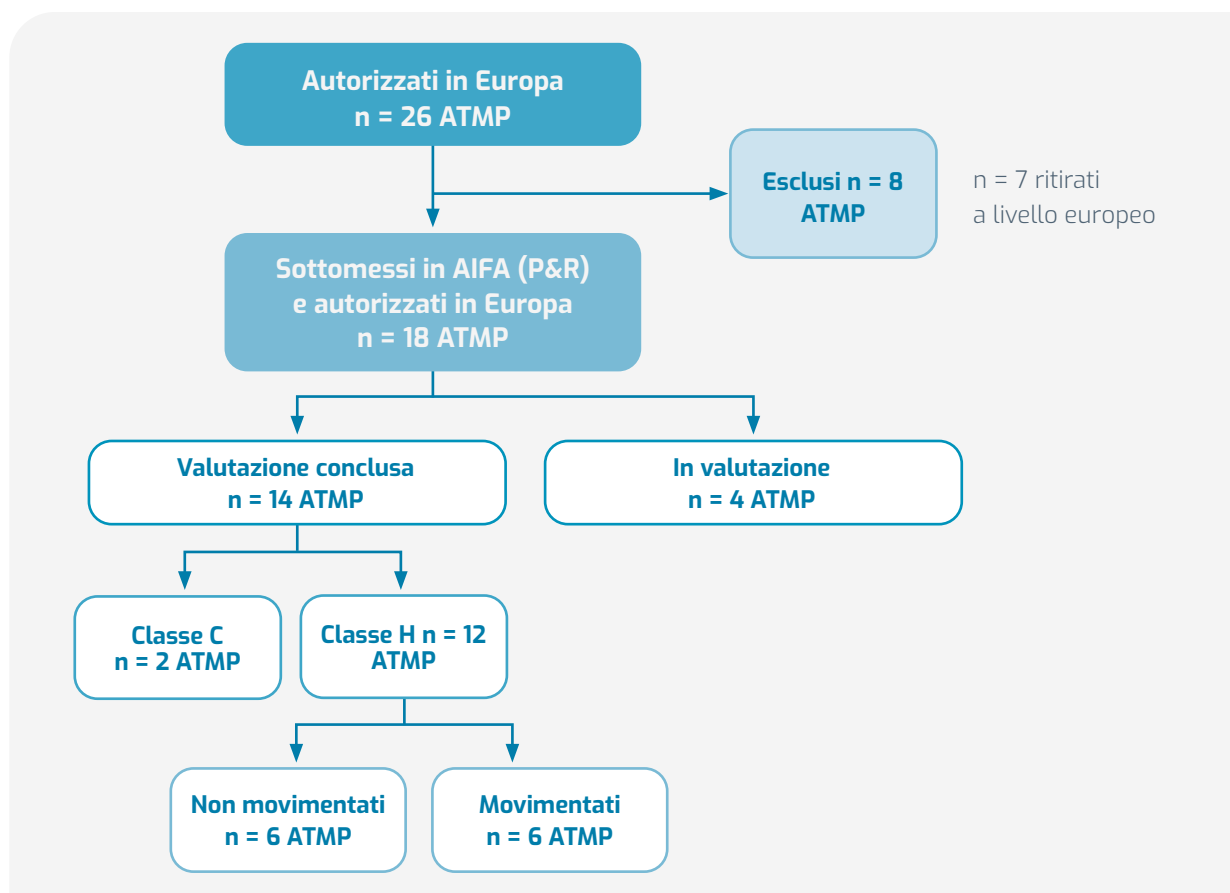 Autorizzati in Europa
n = 26 ATMP
Esclusi n = 8
ATMP
n = 7 ritirati
a livello europeo
Sottomessi in AIFA (P&R)
e autorizzati in Europa
n = 18 ATMP
Valutazione conclusa
n = 14 ATMP
In valutazione
n = 4 ATMP
Classe C
n = 2 ATMP
Classe H n = 12
ATMP
Non movimentati
n = 6 ATMP
Movimentati
n = 6 ATMP